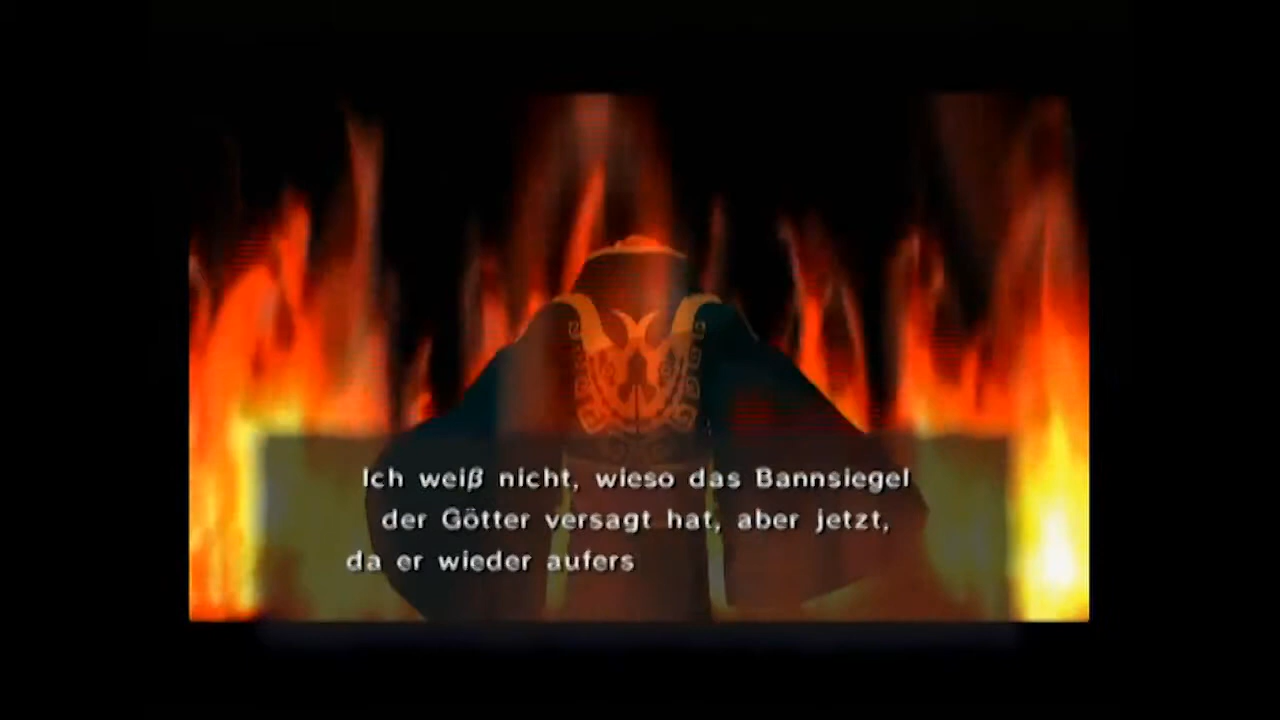 Ich weiß nicht, wieso das Bannsiegel
der Götter versagt hat, aber jetzt,
da er wieder aufers